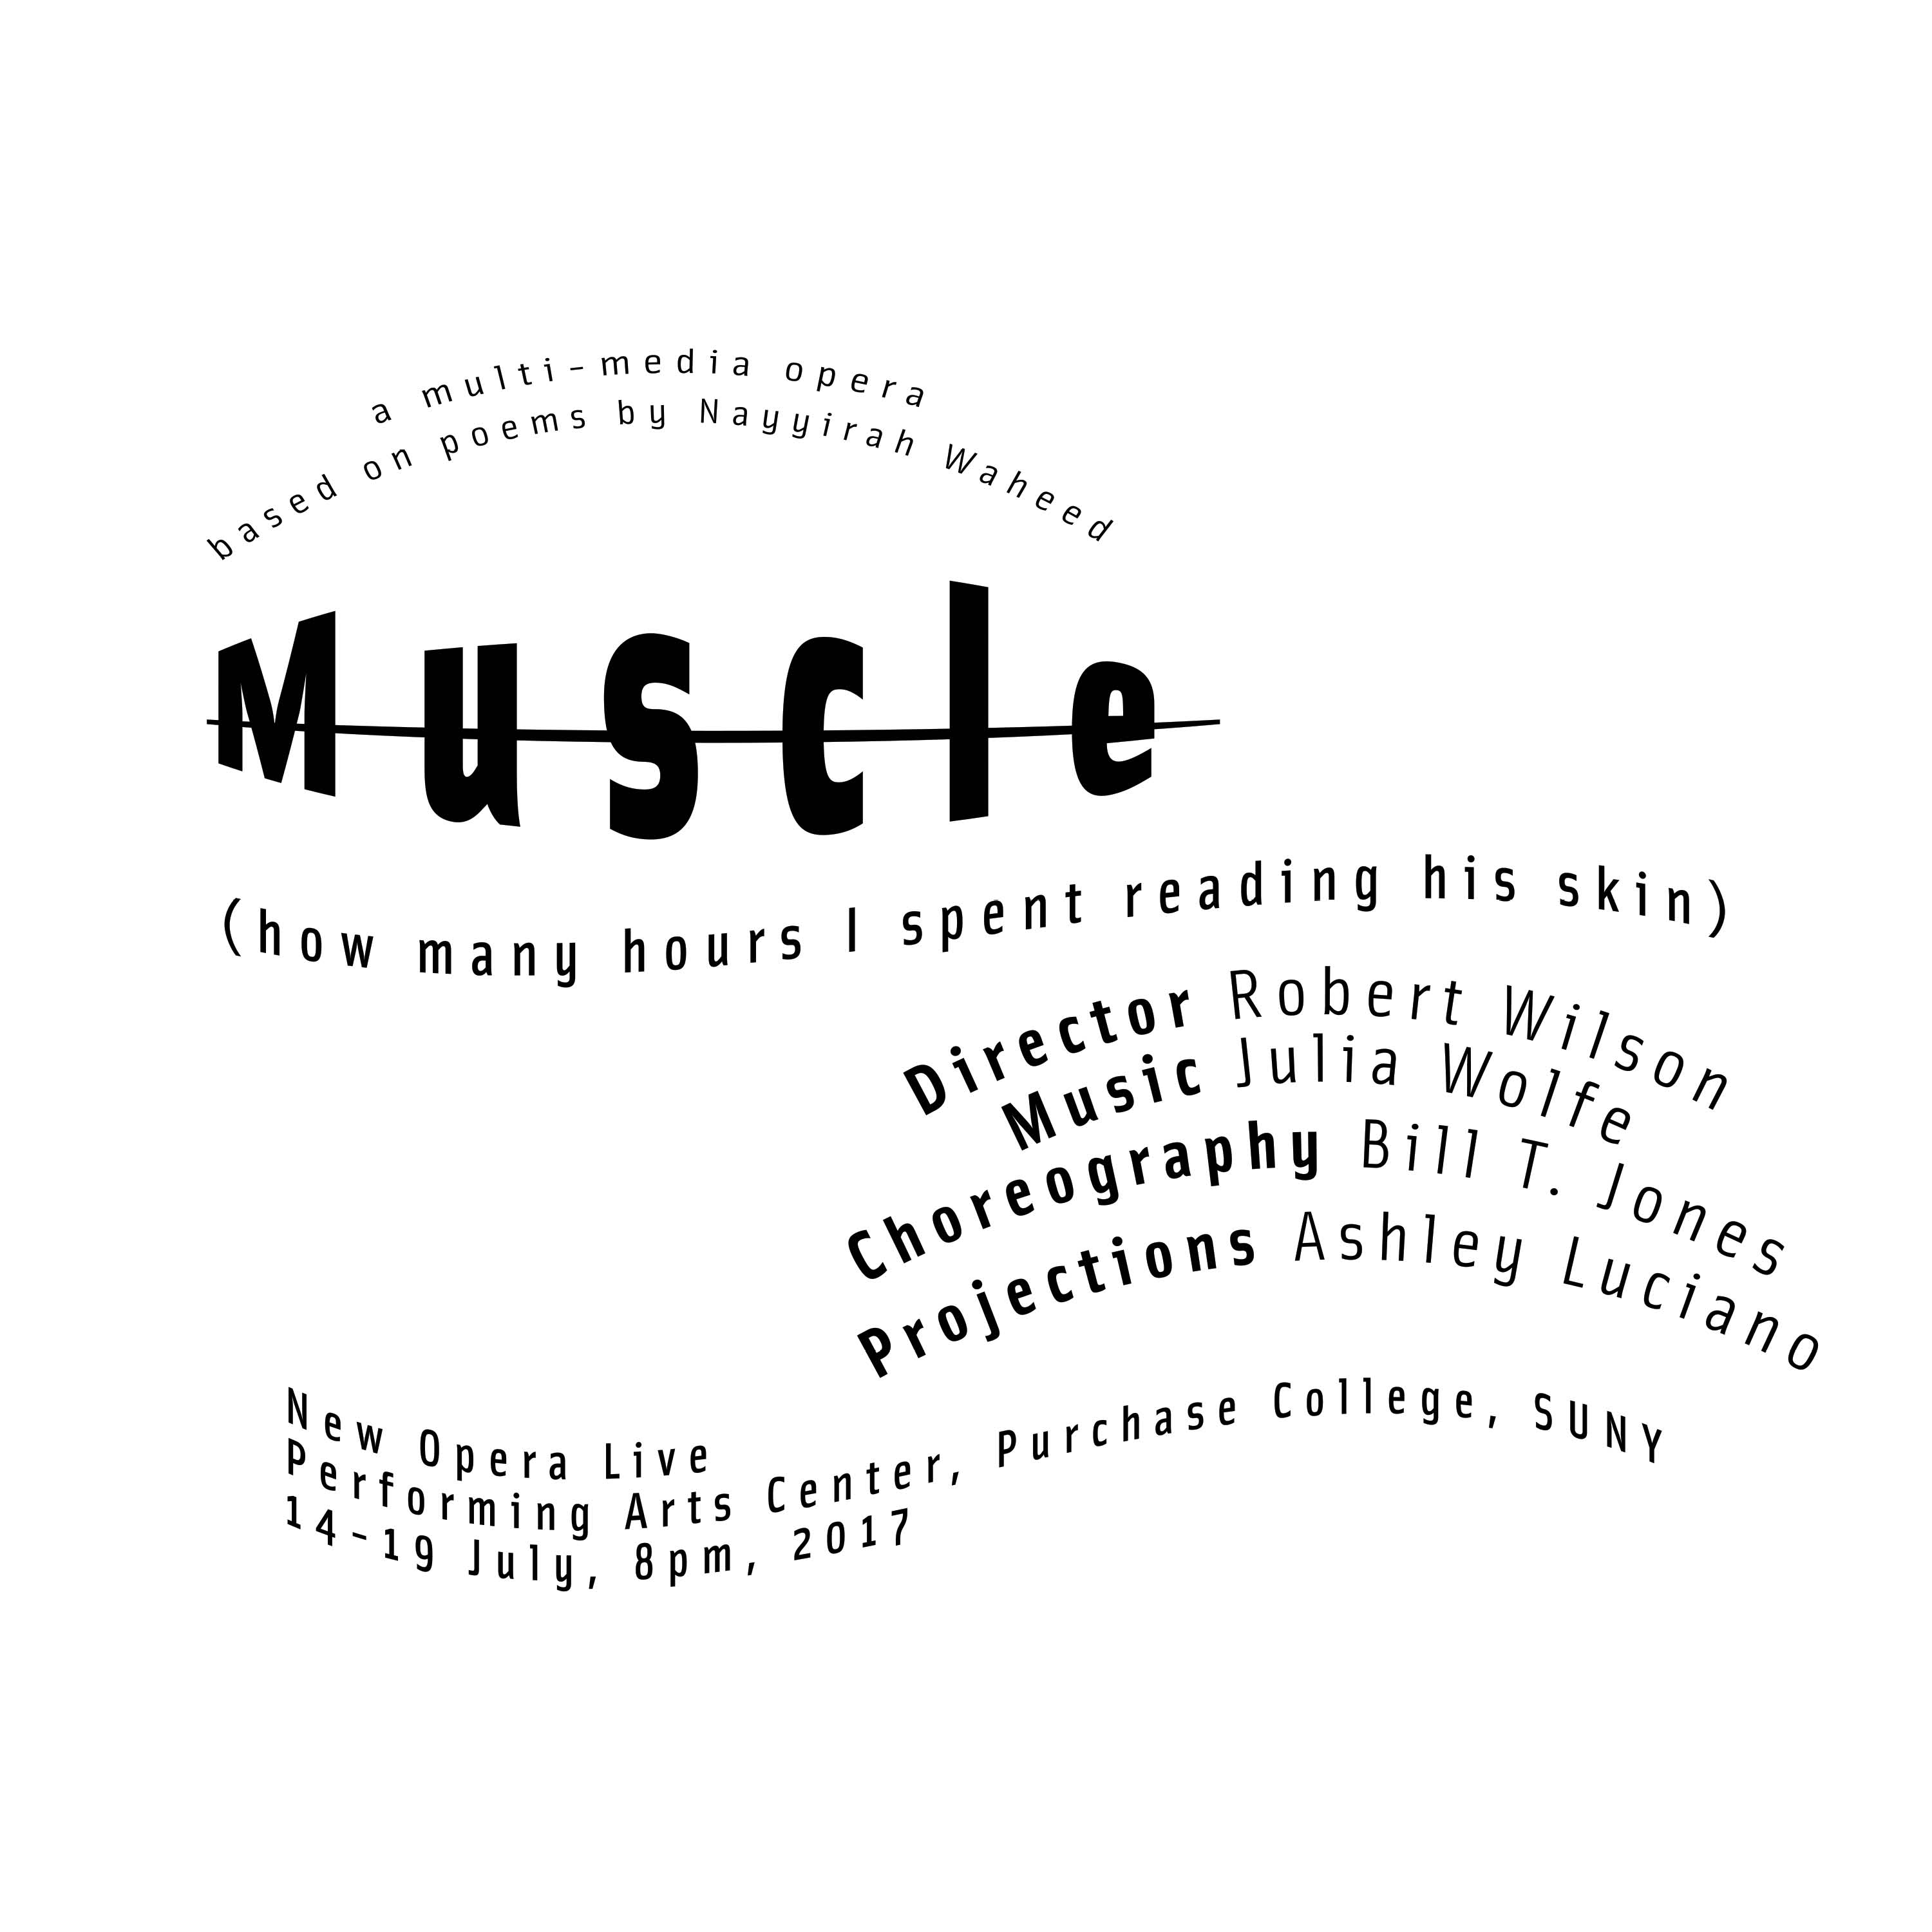 a multi-media opera
based on poems by Nayyirah Waheed
Muscle
(how many hours I spent reading his skin)
Director Robert Wilson
Music Julia Wolfe
Choreography Bill T. Jones
Projections Ashley Luciano
New Opera Live
Performing Arts Center, Purchase College, SUNY
14-19 July, 8pm, 2017